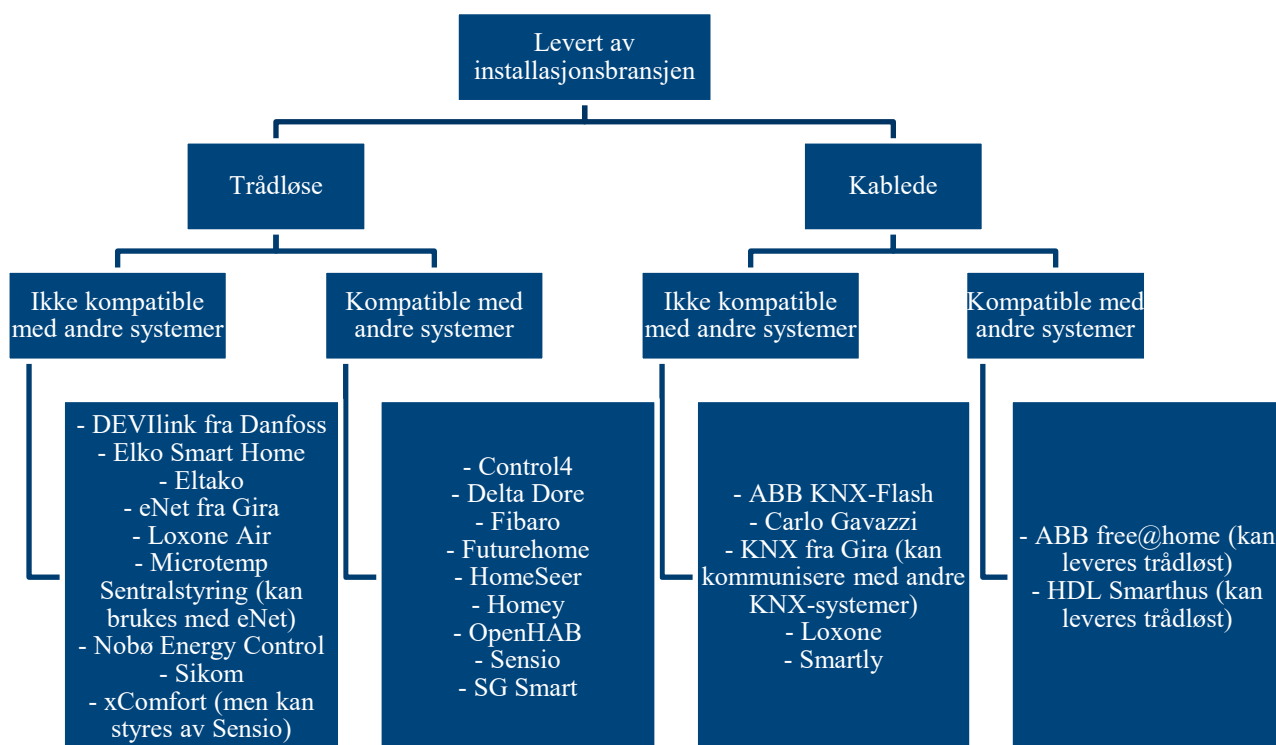 Levert av
installasjonsbransjen
Trådløse
Kablede
Ikke kompatible
med andre systemer
Kompatible med
andre systemer
Ikke kompatible
med andre systemer
Kompatible med
andre systemer
- DEVIlink fra Danfoss
- Elko Smart Home
- Eltako
- eNet fra Gira
- Loxone Air
- Microtemp
Sentralstyring (kan
brukes med eNet)
- Nobø Energy Control
- Sikom
- xComfort (men kan
styres av Sensio)
- Control4
- Delta Dore
- Fibaro
- Futurehome
- HomeSeer
- Homey
- OpenHAB
- Sensio
- SG Smart
- ABB KNX-Flash
- Carlo Gavazzi
- KNX fra Gira (kan
kommunisere med andre
KNX-systemer)
- Loxone
- Smartly
- ABB free@home (kan
leveres trådløst)
- HDL Smarthus (kan
leveres trådløst)